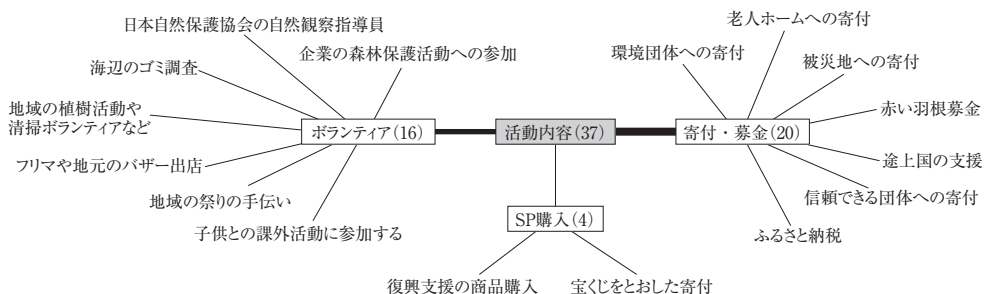 日本自然保護協会の自然観察指導員
企業の森林保護活動への参加
海辺のゴミ調査
地域の植樹活動や
清掃ボランティアなど
フリマや地元のバザー出店
地域の祭りの手伝い
子供との課外活動に参加する
ボランティア(16)
活動内容(37)
寄付・募金(20)
老人ホームへの寄付
環境団体への寄付
被災地への寄付
赤い羽根募金
途上国の支援
信頼できる団体への寄付
ふるさと納税
SP購入(4)
復興支援の商品購入
宝くじをとおした寄付